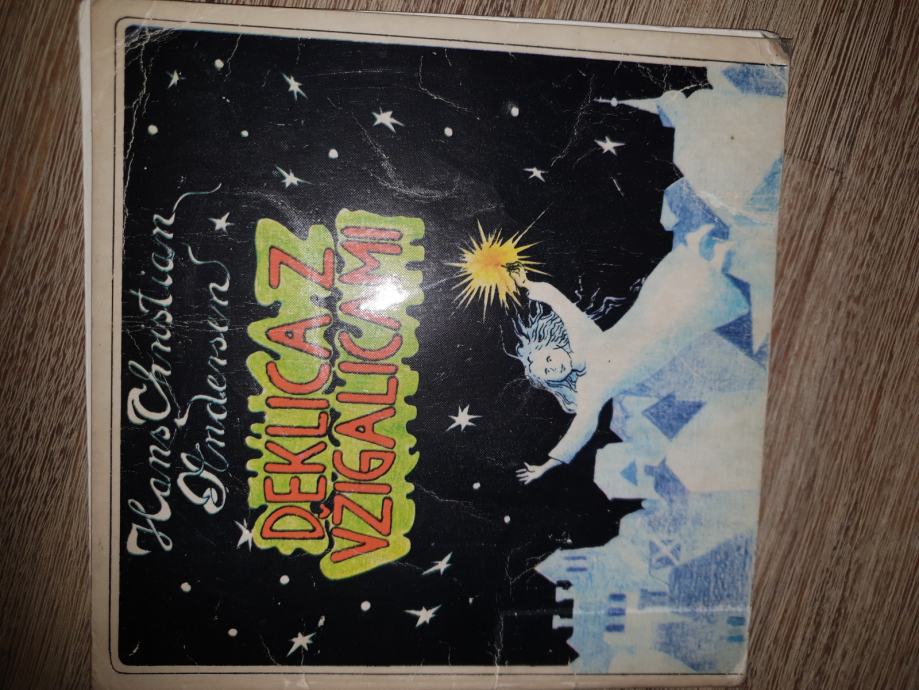 Hans Christian
Andersen
DEKLICA Z
VŽIGALICAMI